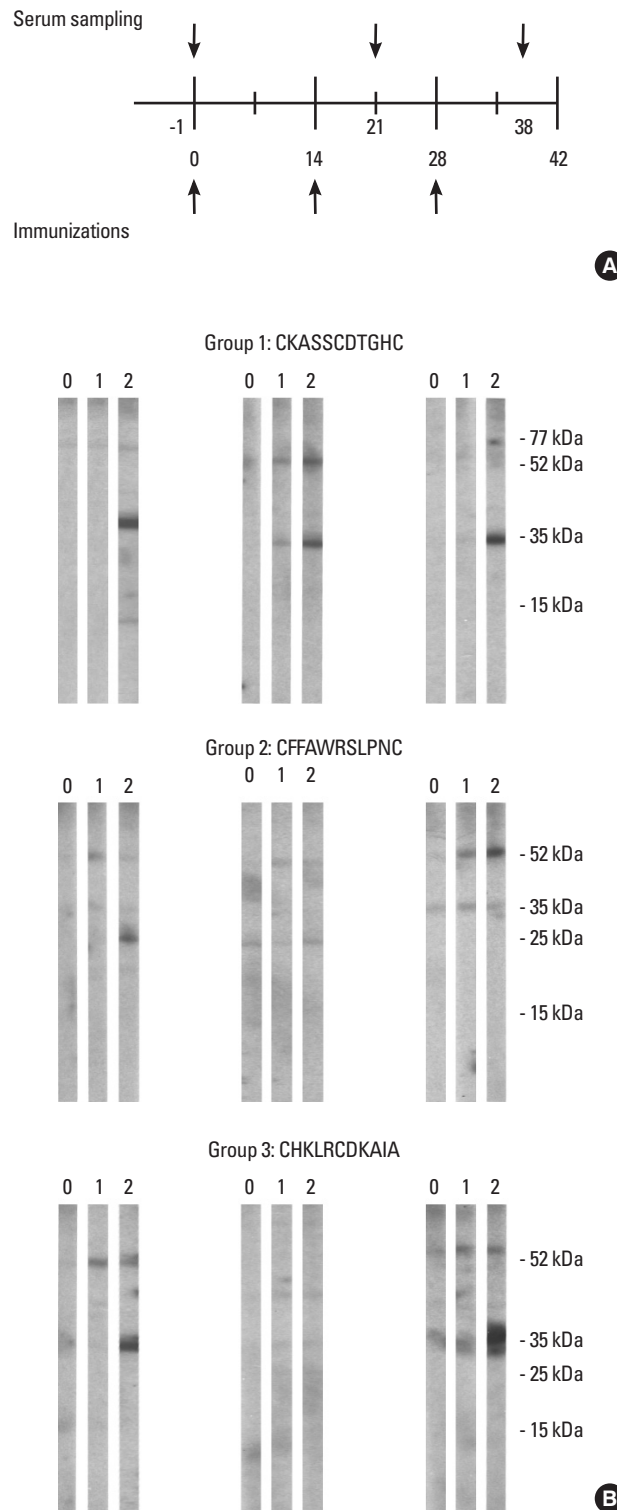 Serum sampling
-1 21 38
0 14 28 42
Immunizations
A
Group 1: CKASSCDTGHC
0 1 2 0 1 2 0 1 2
- 77 kDa
- 52 kDa
- 35 kDa
- 15 kDa
Group 2: CFFAWRSLPNC
0 1 2 0 1 2 0 1 2
- 52 kDa
- 35 kDa
- 25 kDa
- 15 kDa
Group 3: CHKLRCDKAIA
0 1 2 0 1 2 0 1 2
- 52 kDa
- 35 kDa
- 25 kDa
- 15 kDa
B